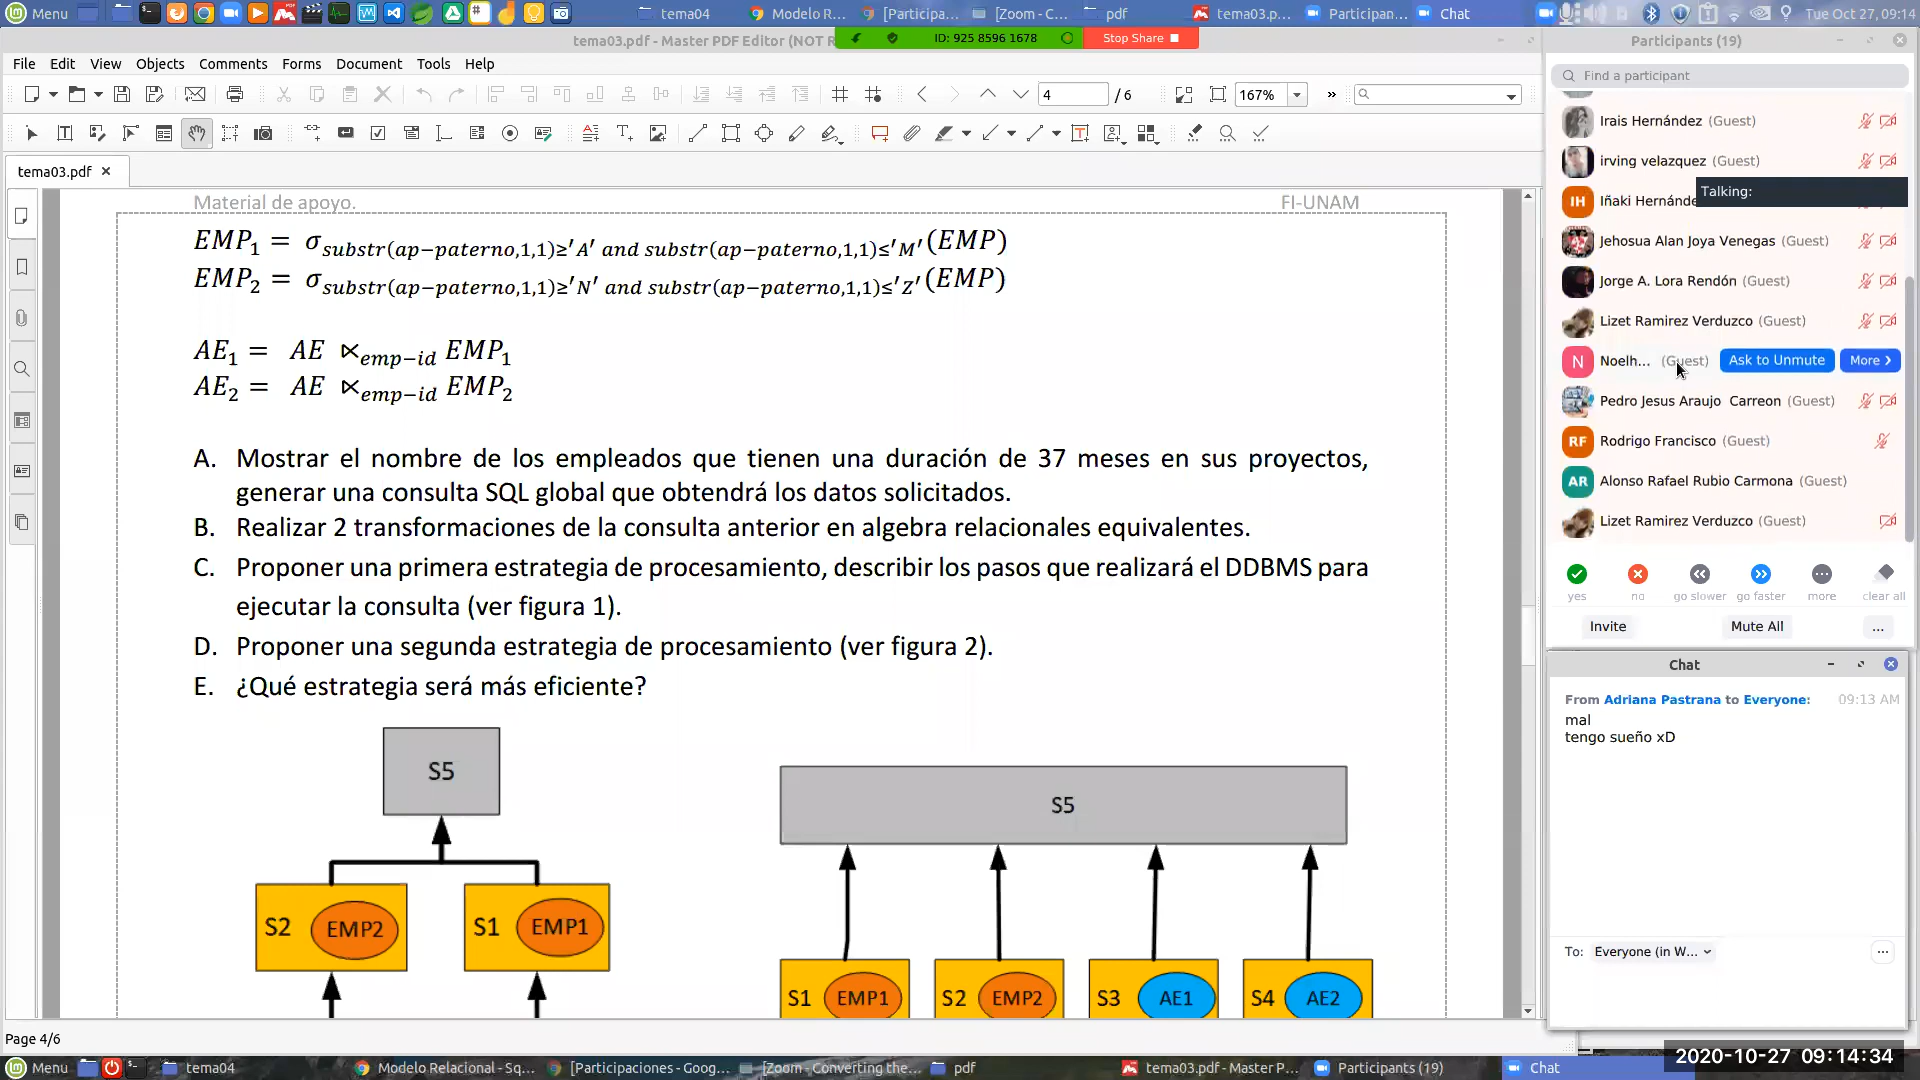 Menu
tema04
Modelo R...
[Participa...
[Zoom - C...
pdf
tema03.p...
Participan...
Chat
Tue Oct 27, 09:14
tema03.pdf - Master PDF Editor (NOT R
ID: 925 8596 1678
Stop Share
Participants (19)
File Edit View Objects Comments Forms Document Tools Help
4 / 6
167%
»
tema03.pdf
Find a participant
Irais Hernández (Guest)
irving velazquez (Guest)
Talking:
IH Iñaki Hernánde
Jehosua Alan Joya Venegas (Guest)
Jorge A. Lora Rendón (Guest)
Lizet Ramirez Verduzco (Guest)
N Noelh... (Guest) Ask to Unmute More
Pedro Jesus Araujo Carreon (Guest)
RF Rodrigo Francisco (Guest)
AR Alonso Rafael Rubio Carmona (Guest)
Lizet Ramirez Verduzco (Guest)
yes no go slower go faster more clear all
Invite Mute All ...
Material de apoyo. FI-UNAM
EMP₁ = σ substr(ap−paterno,1,1)≥′A′ and substr(ap−paterno,1,1)≤′M′(EMP)
EMP₂ = σ substr(ap−paterno,1,1)≥′N′ and substr(ap−paterno,1,1)≤′Z′(EMP)
AE₁ = AE ⋉emp−id EMP₁
AE₂ = AE ⋉emp−id EMP₂
A. Mostrar el nombre de los empleados que tienen una duración de 37 meses en sus proyectos,
generar una consulta SQL global que obtendrá los datos solicitados.
B. Realizar 2 transformaciones de la consulta anterior en algebra relacionales equivalentes.
C. Proponer una primera estrategia de procesamiento, describir los pasos que realizará el DDBMS para
ejecutar la consulta (ver figura 1).
D. Proponer una segunda estrategia de procesamiento (ver figura 2).
E. ¿Qué estrategia será más eficiente?
S5
S2 EMP2
S1 EMP1
S5
S1 EMP1
S2 EMP2
S3 AE1
S4 AE2
Chat
From Adriana Pastrana to Everyone: 09:13 AM
mal
tengo sueño xD
To: Everyone (in W...
Page 4/6
2020-10-27 09:14:34
Menu
tema04
Modelo Relacional - Sq...
[Participaciones - Goog...
[Zoom - Converting the...
pdf
tema03.pdf - Master P...
Participants (19)
Chat